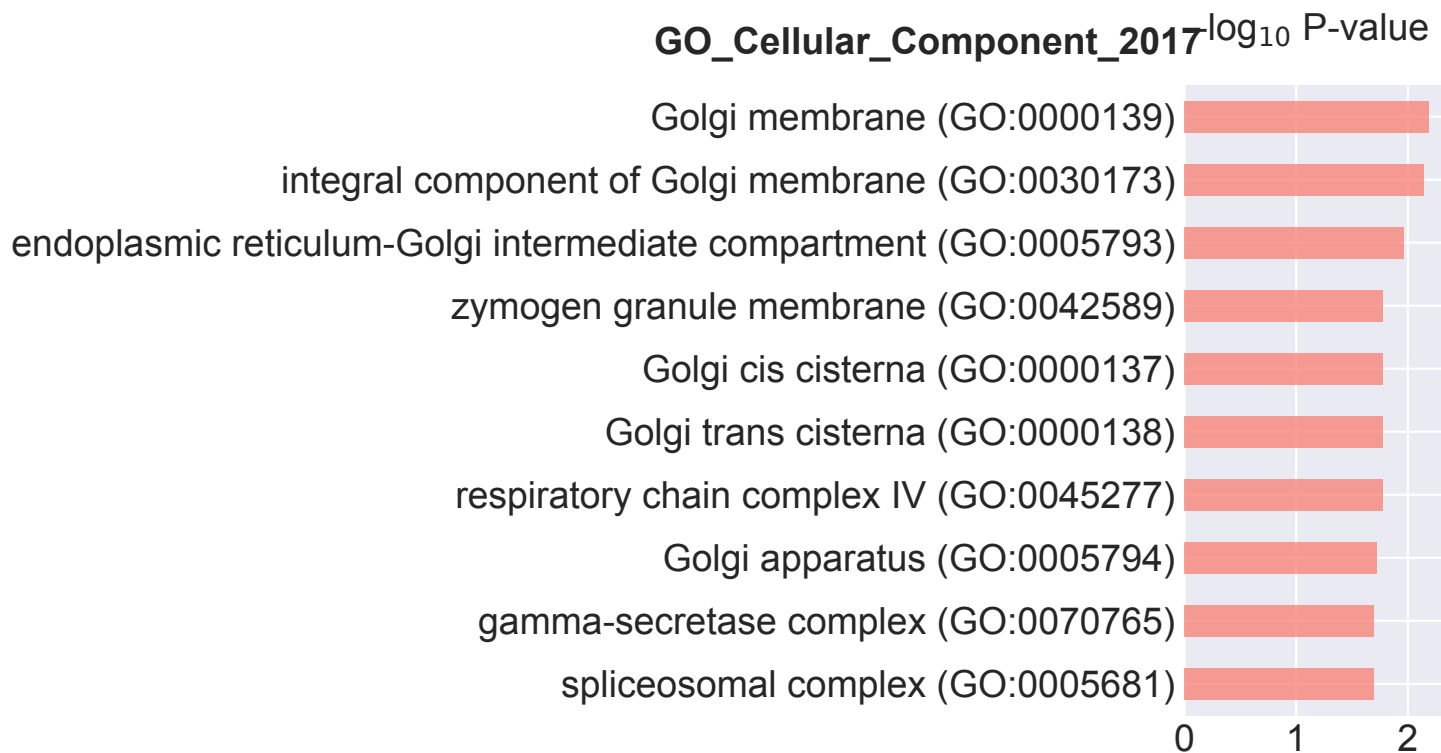 GO_Cellular_Component_2017 -log₁₀ P-value
Golgi membrane (GO:0000139)
integral component of Golgi membrane (GO:0030173)
endoplasmic reticulum-Golgi intermediate compartment (GO:0005793)
zymogen granule membrane (GO:0042589)
Golgi cis cisterna (GO:0000137)
Golgi trans cisterna (GO:0000138)
respiratory chain complex IV (GO:0045277)
Golgi apparatus (GO:0005794)
gamma-secretase complex (GO:0070765)
spliceosomal complex (GO:0005681)
0 1 2